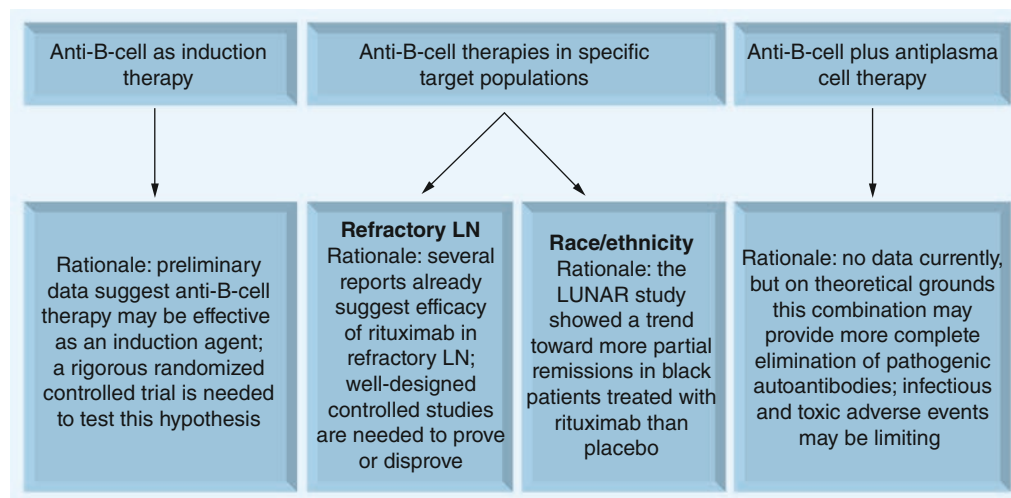 Anti-B-cell as induction
therapy
Anti-B-cell therapies in specific
target populations
Anti-B-cell plus antiplasma
cell therapy
Rationale: preliminary
data suggest anti-B-cell
therapy may be effective
as an induction agent;
a rigorous randomized
controlled trial is needed
to test this hypothesis
Refractory LN
Rationale: several
reports already
suggest efficacy
of rituximab in
refractory LN;
well-designed
controlled studies
are needed to prove
or disprove
Race/ethnicity
Rationale: the
LUNAR study
showed a trend
toward more partial
remissions in black
patients treated with
rituximab than
placebo
Rationale: no data currently,
but on theoretical grounds
this combination may
provide more complete
elimination of pathogenic
autoantibodies; infectious
and toxic adverse events
may be limiting